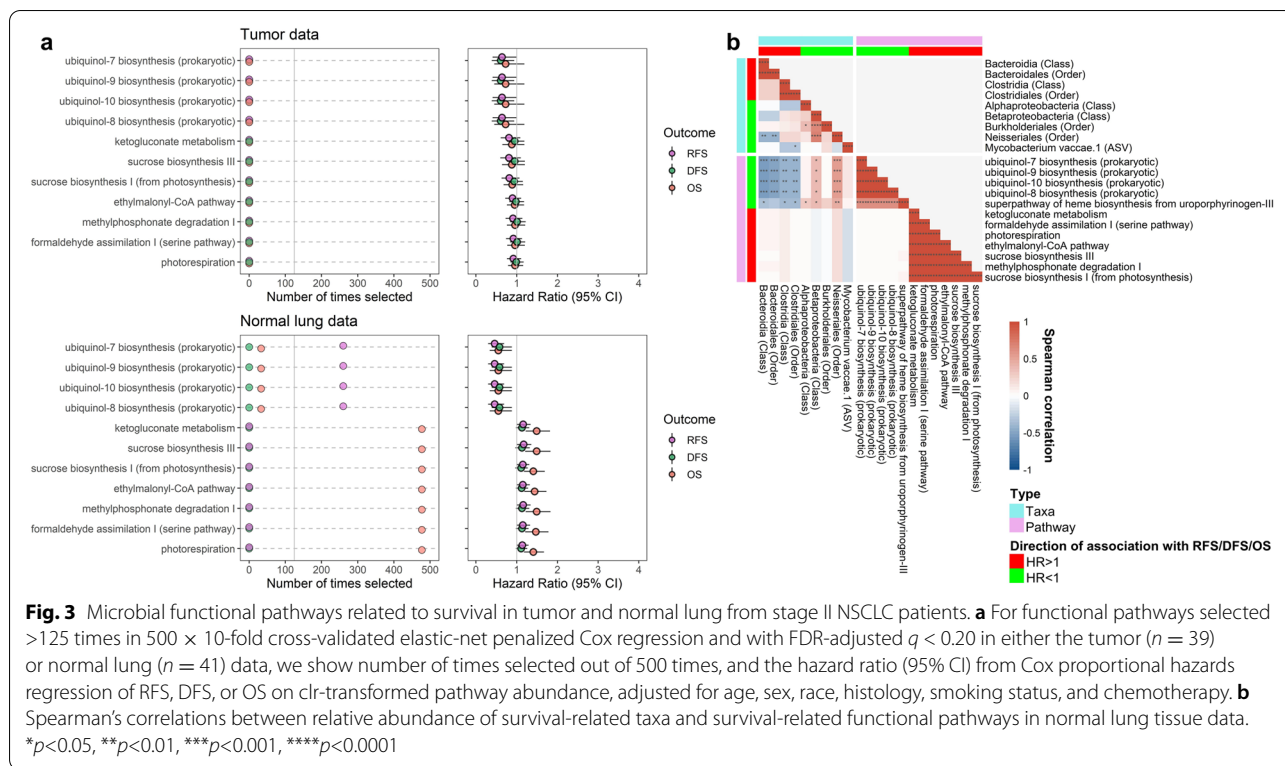 a
Tumor data
ubiquinol-7 biosynthesis (prokaryotic)
ubiquinol-9 biosynthesis (prokaryotic)
ubiquinol-10 biosynthesis (prokaryotic)
ubiquinol-8 biosynthesis (prokaryotic)
ketogluconate metabolism
sucrose biosynthesis III
sucrose biosynthesis I (from photosynthesis)
ethylmalonyl-CoA pathway
methylphosphonate degradation I
formaldehyde assimilation I (serine pathway)
photorespiration
0 100 200 300 400 500
Number of times selected
0 1 2 3 4
Hazard Ratio (95% CI)
Outcome
RFS
DFS
OS
Normal lung data
ubiquinol-7 biosynthesis (prokaryotic)
ubiquinol-9 biosynthesis (prokaryotic)
ubiquinol-10 biosynthesis (prokaryotic)
ubiquinol-8 biosynthesis (prokaryotic)
ketogluconate metabolism
sucrose biosynthesis III
sucrose biosynthesis I (from photosynthesis)
ethylmalonyl-CoA pathway
methylphosphonate degradation I
formaldehyde assimilation I (serine pathway)
photorespiration
0 100 200 300 400 500
Number of times selected
0 1 2 3 4
Hazard Ratio (95% CI)
Outcome
RFS
DFS
OS
b
Bacteroidia (Class)
Bacteroidales (Order)
Clostridia (Class)
Clostridiales (Order)
Alphaproteobacteria (Class)
Betaproteobacteria (Class)
Burkholderiales (Order)
Neisseriales (Order)
Mycobacterium vaccae.1 (ASV)
ubiquinol-7 biosynthesis (prokaryotic)
ubiquinol-9 biosynthesis (prokaryotic)
ubiquinol-10 biosynthesis (prokaryotic)
ubiquinol-8 biosynthesis (prokaryotic)
superpathway of heme biosynthesis from uroporphyrinogen-III
ketogluconate metabolism
formaldehyde assimilation I (serine pathway)
photorespiration
ethylmalonyl-CoA pathway
sucrose biosynthesis III
methylphosphonate degradation I
sucrose biosynthesis I (from photosynthesis)
Bacteroidia (Class)
Bacteroidales (Order)
Clostridia (Class)
Clostridiales (Order)
Alphaproteobacteria (Class)
Betaproteobacteria (Class)
Burkholderiales (Order)
Neisseriales (Order)
Mycobacterium vaccae.1 (ASV)
ubiquinol-7 biosynthesis (prokaryotic)
ubiquinol-9 biosynthesis (prokaryotic)
ubiquinol-10 biosynthesis (prokaryotic)
ubiquinol-8 biosynthesis (prokaryotic)
superpathway of heme biosynthesis from uroporphyrinogen-III
ketogluconate metabolism
formaldehyde assimilation I (serine pathway)
photorespiration
ethylmalonyl-CoA pathway
sucrose biosynthesis III
methylphosphonate degradation I
sucrose biosynthesis I (from photosynthesis)
1
0.5
0
-0.5
-1
Spearman correlation
Type
Taxa
Pathway
Direction of association with RFS/DFS/OS
HR>1
HR<1
Fig. 3 Microbial functional pathways related to survival in tumor and normal lung from stage II NSCLC patients. a For functional pathways selected
>125 times in 500 × 10-fold cross-validated elastic-net penalized Cox regression and with FDR-adjusted q < 0.20 in either the tumor (n = 39)
or normal lung (n = 41) data, we show number of times selected out of 500 times, and the hazard ratio (95% CI) from Cox proportional hazards
regression of RFS, DFS, or OS on clr-transformed pathway abundance, adjusted for age, sex, race, histology, smoking status, and chemotherapy. b
Spearman's correlations between relative abundance of survival-related taxa and survival-related functional pathways in normal lung tissue data.
*p<0.05, **p<0.01, ***p<0.001, ****p<0.0001